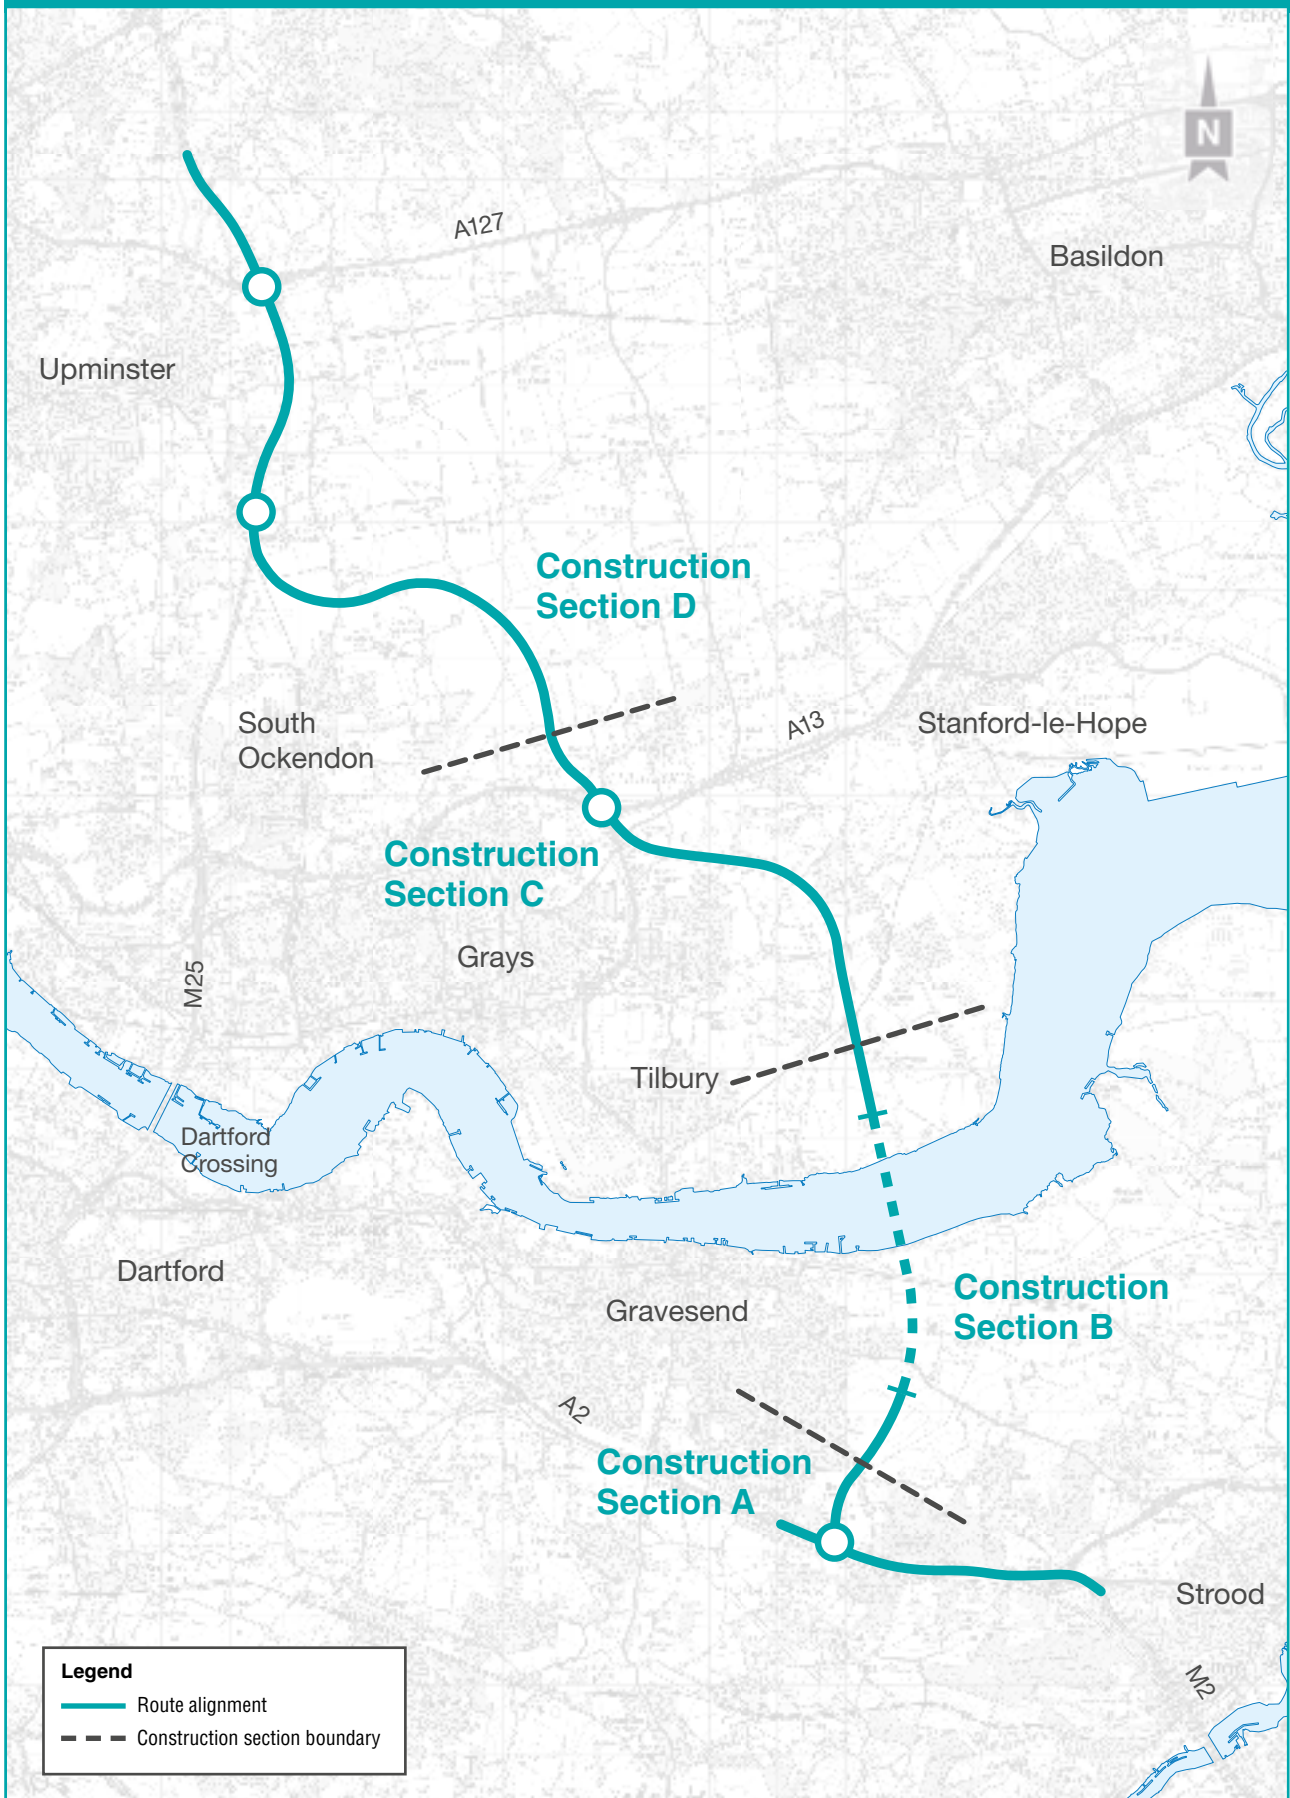 N
A127
Basildon
Upminster
Construction
Section D
South
Ockendon
A13
Stanford-le-Hope
Construction
Section C
Grays
M25
Tilbury
Dartford
Crossing
Dartford
Gravesend
Construction
Section B
A2
Construction
Section A
Strood
M2
Legend
Route alignment
Construction section boundary